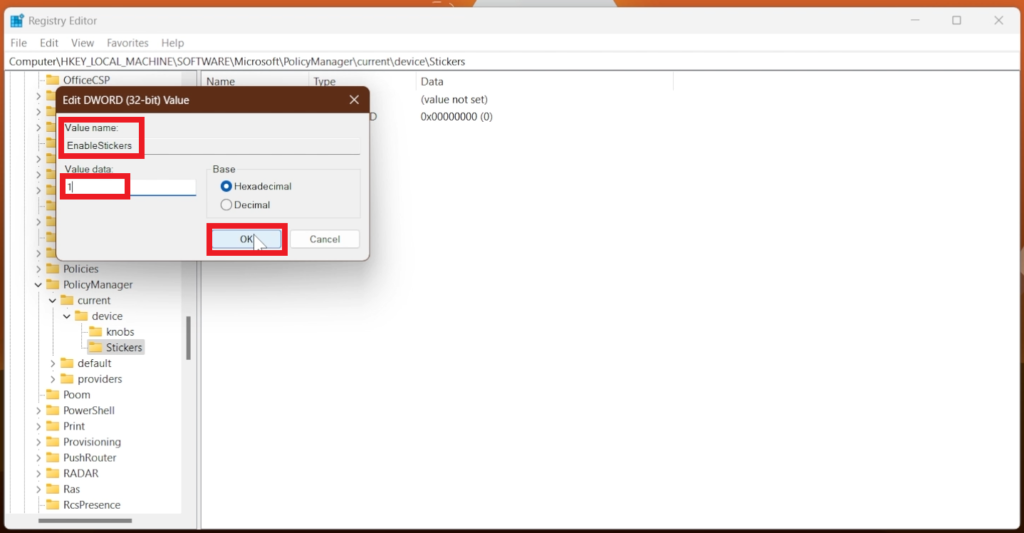 Registry Editor
File Edit View Favorites Help
Computer\HKEY_LOCAL_MACHINE\SOFTWARE\Microsoft\PolicyManager\current\device\Stickers
OfficeCSP
Name Type Data
(value not set)
D 0x00000000 (0)
Edit DWORD (32-bit) Value
Value name:
EnableStickers
Value data:
1
Base
Hexadecimal
Decimal
OK Cancel
Policies
PolicyManager
current
device
knobs
Stickers
default
providers
Poom
PowerShell
Print
Provisioning
PushRouter
RADAR
Ras
RcsPresence